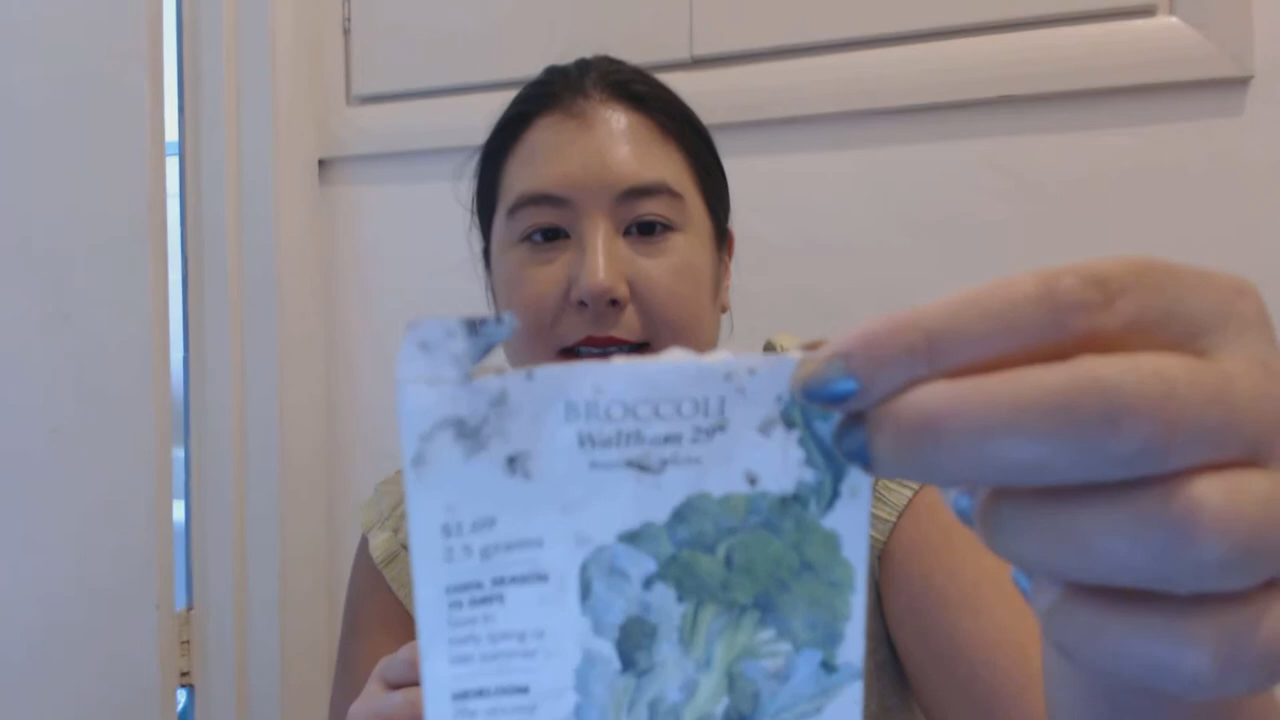 BROCCOLI
Waltham 29
$1.69
2.5 grams
COOL SEASON
Sow in
early spring or
late summer
HEIRLOOM